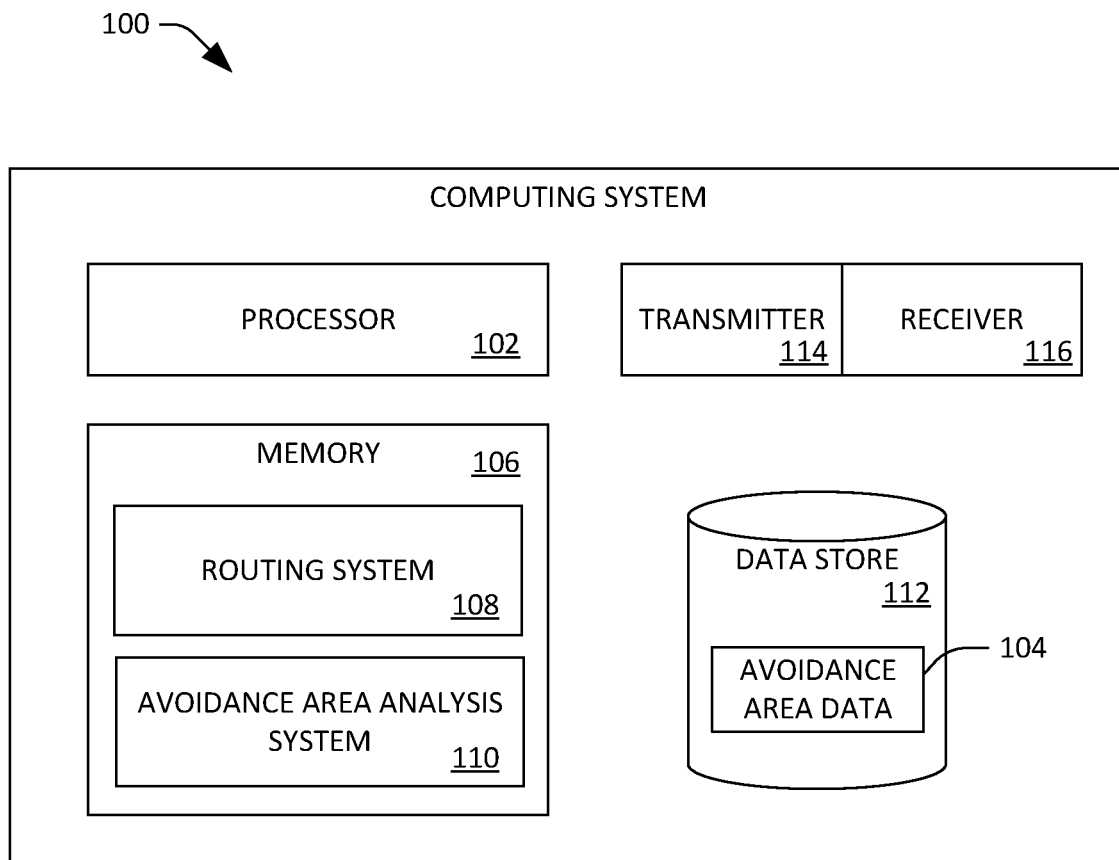 100
COMPUTING SYSTEM
PROCESSOR
102
TRANSMITTER
114
RECEIVER
116
MEMORY
106
ROUTING SYSTEM
108
AVOIDANCE AREA ANALYSIS
SYSTEM
110
DATA STORE
112
AVOIDANCE
AREA DATA
104